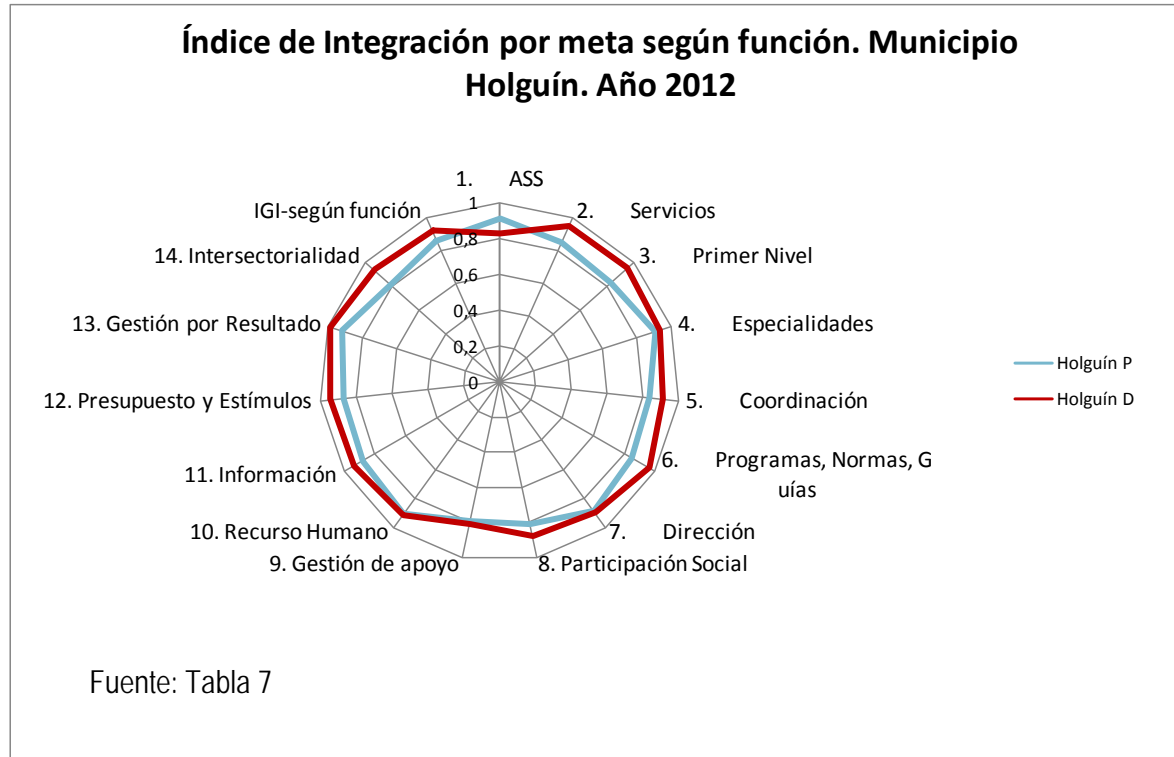 Índice de Integración por meta según función. Municipio
Holguín. Año 2012
1. ASS
2. Servicios
3. Primer Nivel
4. Especialidades
5. Coordinación
6. Programas, Normas, G
uías
7. Dirección
8. Participación Social
9. Gestión de apoyo
10. Recurso Humano
11. Información
12. Presupuesto y Estímulos
13. Gestión por Resultado
14. Intersectorialidad
IGI-según función
1
0,8
0,6
0,4
0,2
0
Holguín P
Holguín D
Fuente: Tabla 7